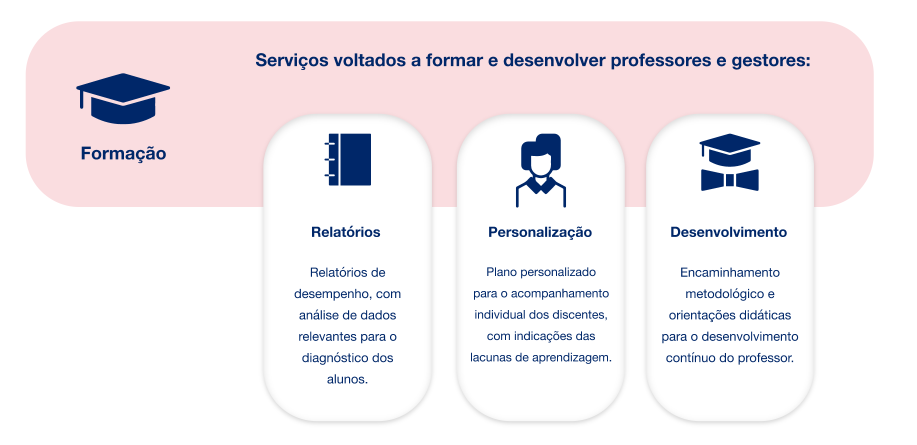 Serviços voltados a formar e desenvolver professores e gestores:
Formação
Relatórios
Relatórios de
desempenho, com
análise de dados
relevantes para o
diagnóstico dos
alunos.
Personalização
Plano personalizado
para o acompanhamento
individual dos discentes,
com indicações das
lacunas de aprendizagem.
Desenvolvimento
Encaminhamento
metodológico e
orientações didáticas
para o desenvolvimento
contínuo do professor.